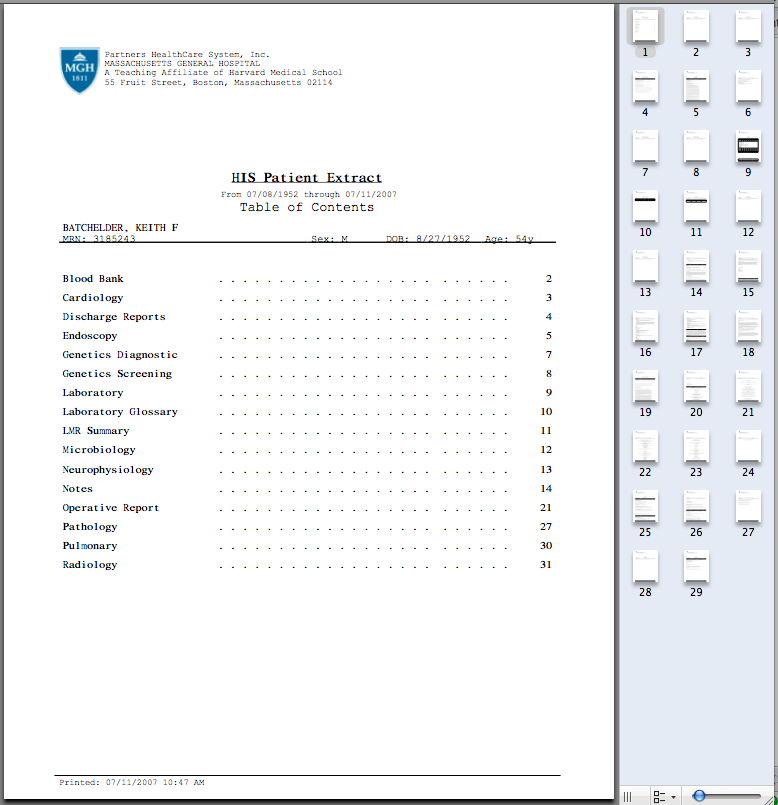 MGH
1811
Partners HealthCare System, Inc.
MASSACHUSETTS GENERAL HOSPITAL
A Teaching Affiliate of Harvard Medical School
55 Fruit Street, Boston, Massachusetts 02114
HIS Patient Extract
From 07/08/1952 through 07/11/2007
Table of Contents
BATCHELDER, KEITH F
MRN: 3185243 Sex: M DOB: 8/27/1952 Age: 54y
Blood Bank . . . . . . . . . . . . . . . . . . . . . . . . . 2
Cardiology . . . . . . . . . . . . . . . . . . . . . . . . . 3
Discharge Reports . . . . . . . . . . . . . . . . . . . . . . . . . 4
Endoscopy . . . . . . . . . . . . . . . . . . . . . . . . . 5
Genetics Diagnostic . . . . . . . . . . . . . . . . . . . . . . . . . 7
Genetics Screening . . . . . . . . . . . . . . . . . . . . . . . . . 8
Laboratory . . . . . . . . . . . . . . . . . . . . . . . . . 9
Laboratory Glossary . . . . . . . . . . . . . . . . . . . . . . . . . 10
LMR Summary . . . . . . . . . . . . . . . . . . . . . . . . . 11
Microbiology . . . . . . . . . . . . . . . . . . . . . . . . . 12
Neurophysiology . . . . . . . . . . . . . . . . . . . . . . . . . 13
Notes . . . . . . . . . . . . . . . . . . . . . . . . . 14
Operative Report . . . . . . . . . . . . . . . . . . . . . . . . . 21
Pathology . . . . . . . . . . . . . . . . . . . . . . . . . 27
Pulmonary . . . . . . . . . . . . . . . . . . . . . . . . . 30
Radiology . . . . . . . . . . . . . . . . . . . . . . . . . 31
Printed: 07/11/2007 10:47 AM
1 2 3
4 5 6
7 8 9
10 11 12
13 14 15
16 17 18
19 20 21
22 23 24
25 26 27
28 29